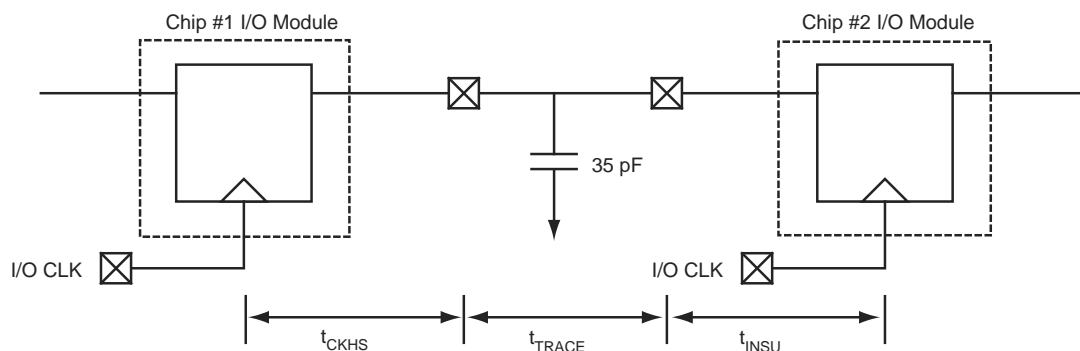 Chip #1 I/O Module
Chip #2 I/O Module
35 pF
I/O CLK
I/O CLK
tCKHS
tTRACE
tINSU